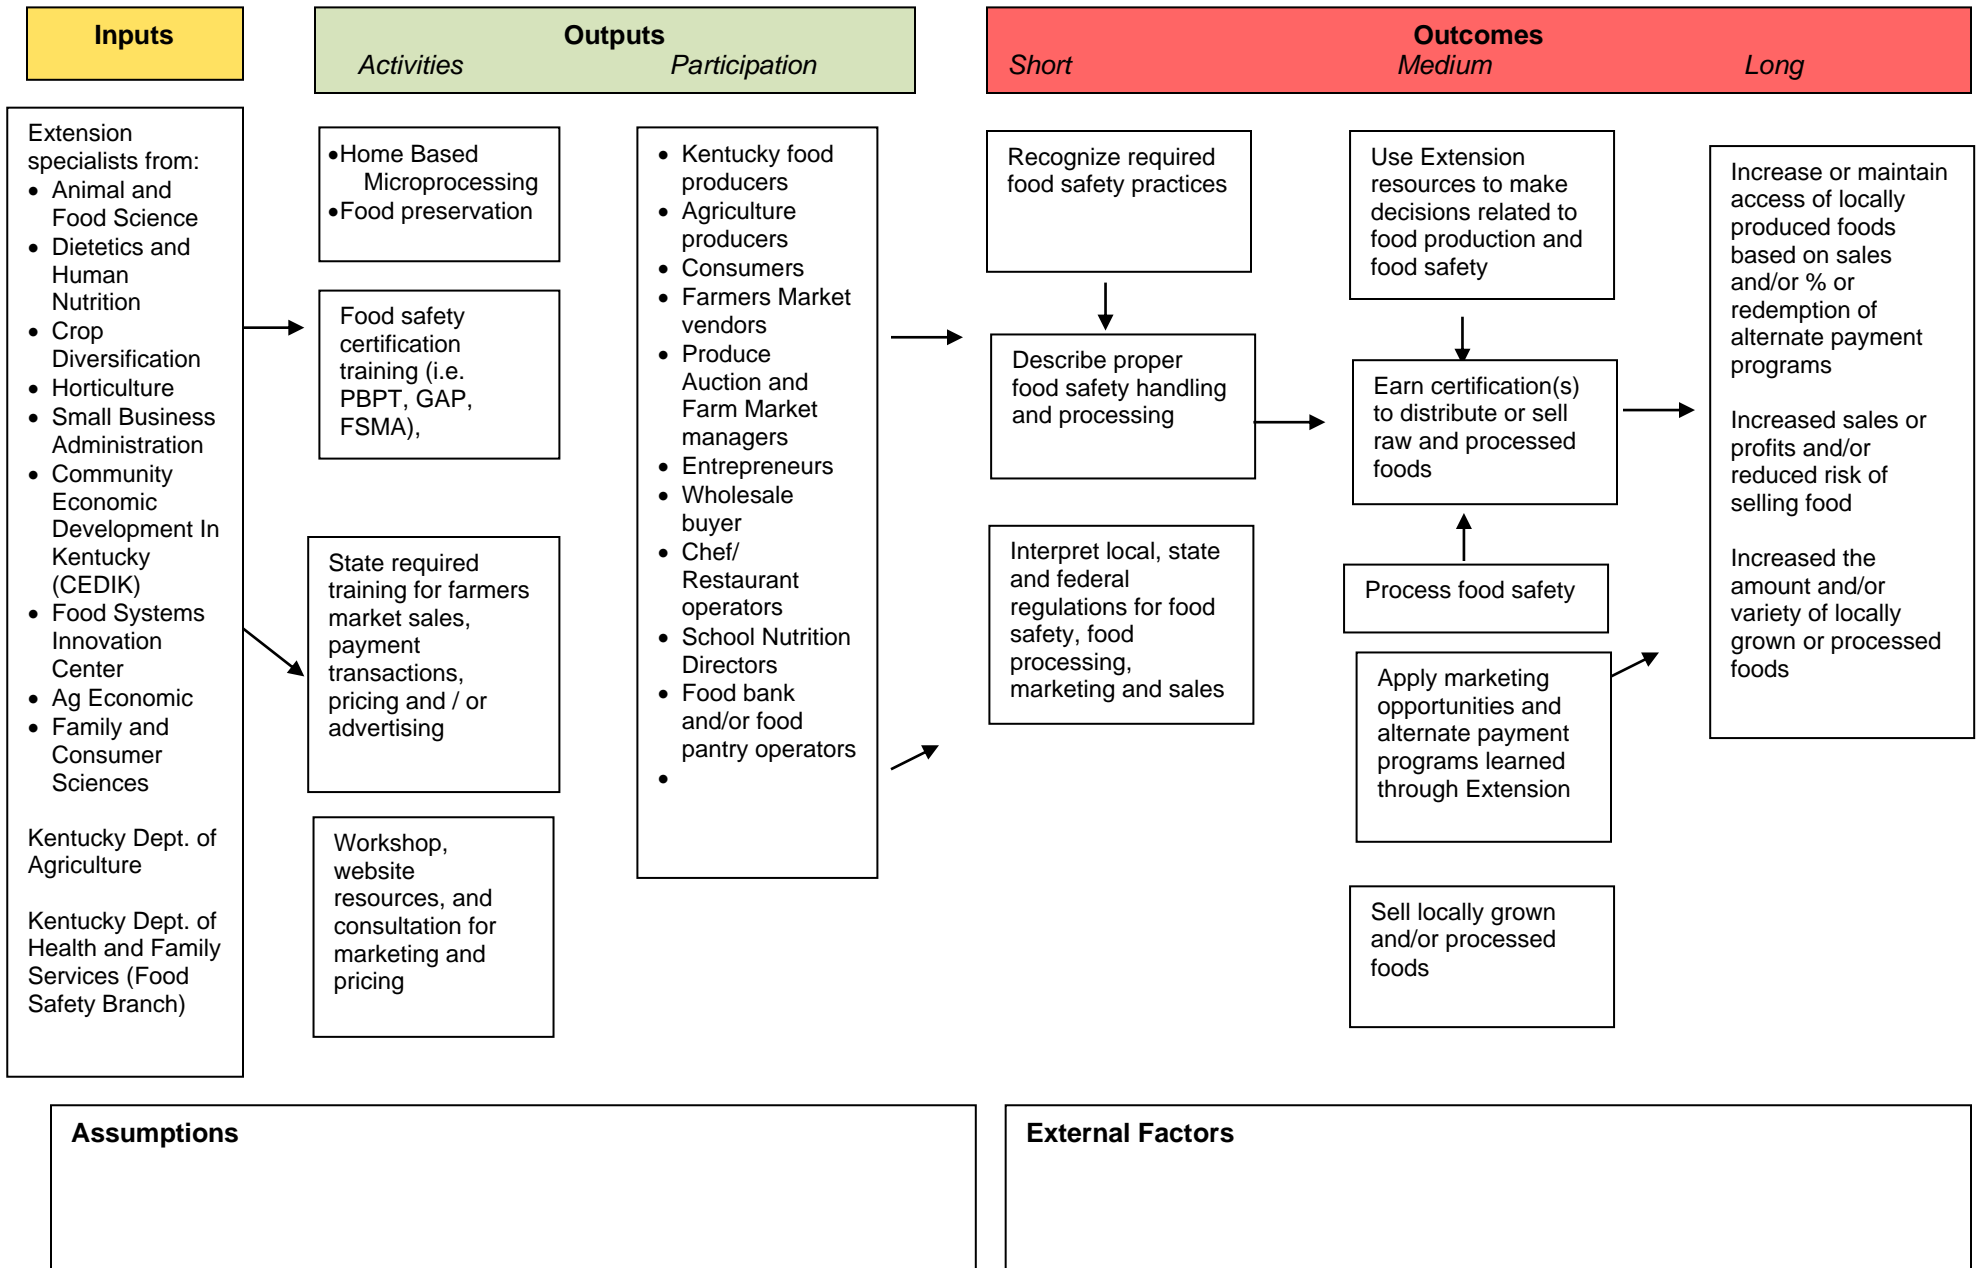 Inputs
Outputs
Activities
Participation
Outcomes
Short
Medium
Long
Extension
specialists from:
• Animal and
Food Science
• Dietetics and
Human
Nutrition
• Crop
Diversification
• Horticulture
• Small Business
Administration
• Community
Economic
Development In
Kentucky
(CEDIK)
• Food Systems
Innovation
Center
• Ag Economic
• Family and
Consumer
Sciences
Kentucky Dept. of
Agriculture
Kentucky Dept. of
Health and Family
Services (Food
Safety Branch)
•Home Based
Microprocessing
•Food preservation
Food safety
certification
training (i.e.
PBPT, GAP,
FSMA),
State required
training for farmers
market sales,
payment
transactions,
pricing and / or
advertising
Workshop,
website
resources, and
consultation for
marketing and
pricing
• Kentucky food
producers
• Agriculture
producers
• Consumers
• Farmers Market
vendors
• Produce
Auction and
Farm Market
managers
• Entrepreneurs
• Wholesale
buyer
• Chef/
Restaurant
operators
• School Nutrition
Directors
• Food bank
and/or food
pantry operators
•
Recognize required
food safety practices
Describe proper
food safety handling
and processing
Interpret local, state
and federal
regulations for food
safety, food
processing,
marketing and sales
Use Extension
resources to make
decisions related to
food production and
food safety
Earn certification(s)
to distribute or sell
raw and processed
foods
Process food safety
Apply marketing
opportunities and
alternate payment
programs learned
through Extension
Sell locally grown
and/or processed
foods
Increase or maintain
access of locally
produced foods
based on sales
and/or % or
redemption of
alternate payment
programs
Increased sales or
profits and/or
reduced risk of
selling food
Increased the
amount and/or
variety of locally
grown or processed
foods
Assumptions
External Factors